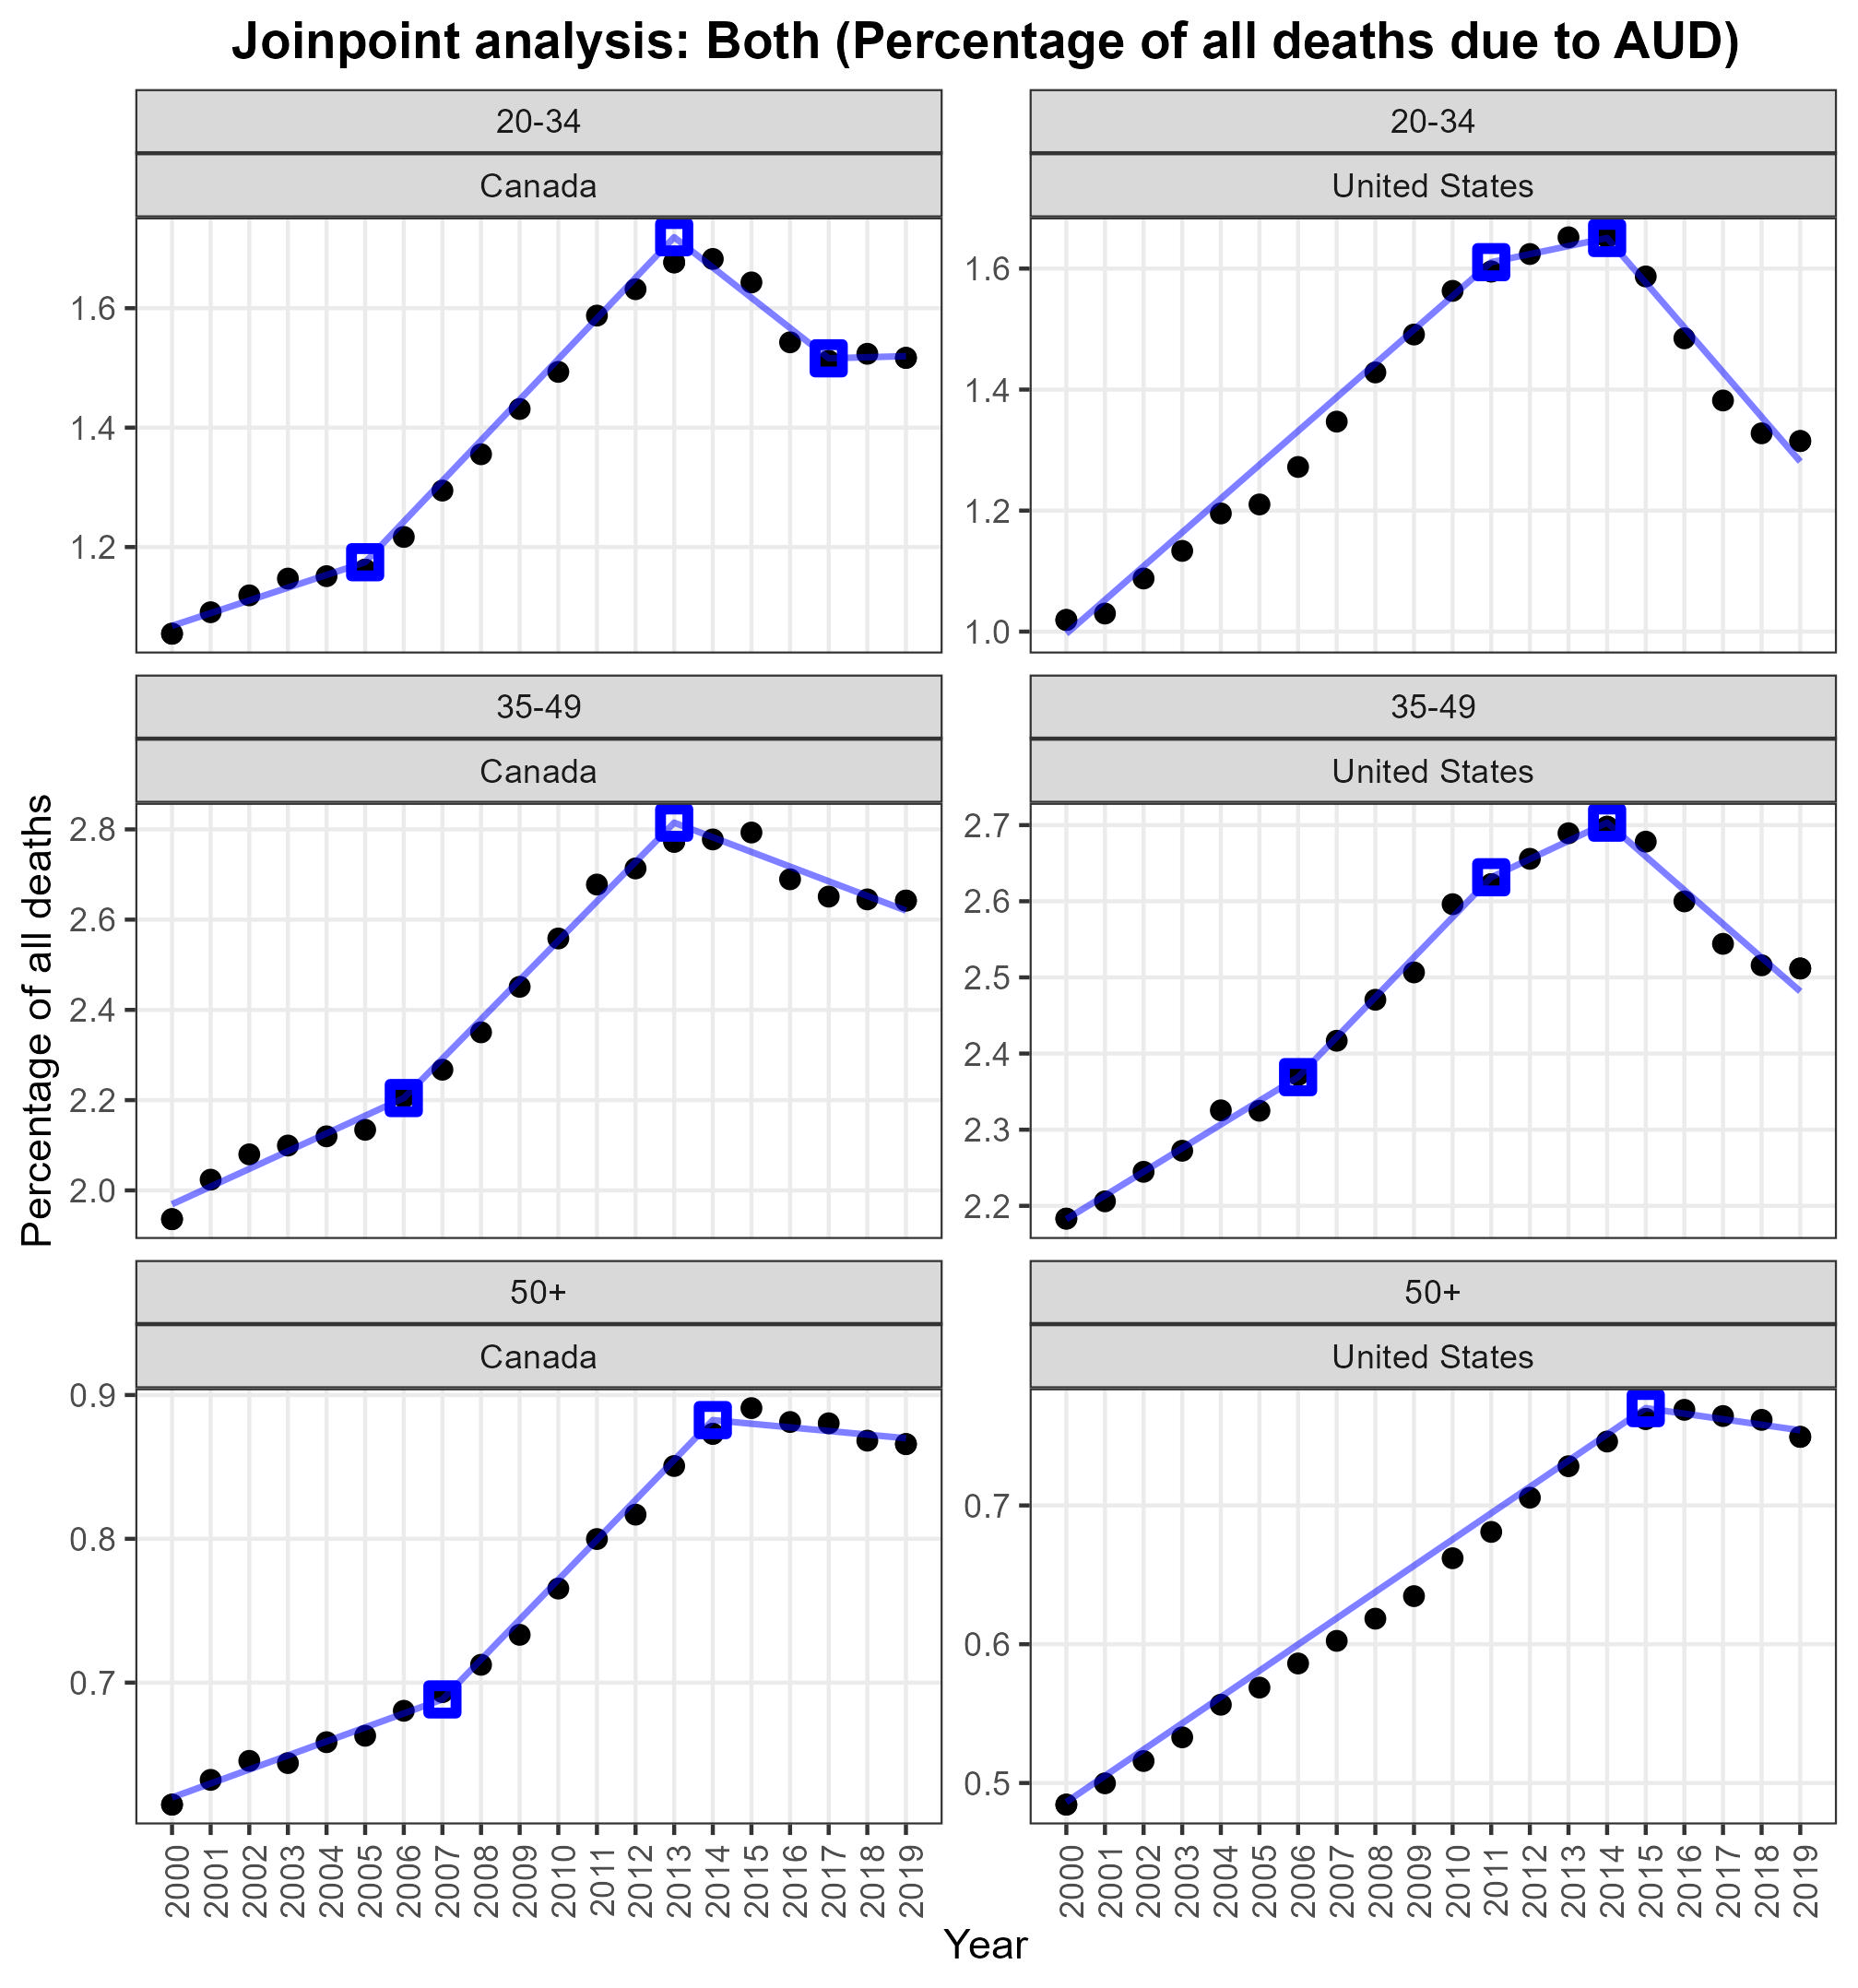 Joinpoint analysis: Both (Percentage of all deaths due to AUD)
20-34
Canada
1.6
1.4
1.2
20-34
United States
1.6
1.4
1.2
1.0
35-49
Canada
2.8
2.6
2.4
2.2
2.0
35-49
United States
2.7
2.6
2.5
2.4
2.3
2.2
50+
Canada
0.9
0.8
0.7
50+
United States
0.7
0.6
0.5
Percentage of all deaths
2000 2001 2002 2003 2004 2005 2006 2007 2008 2009 2010 2011 2012 2013 2014 2015 2016 2017 2018 2019
2000 2001 2002 2003 2004 2005 2006 2007 2008 2009 2010 2011 2012 2013 2014 2015 2016 2017 2018 2019
Year